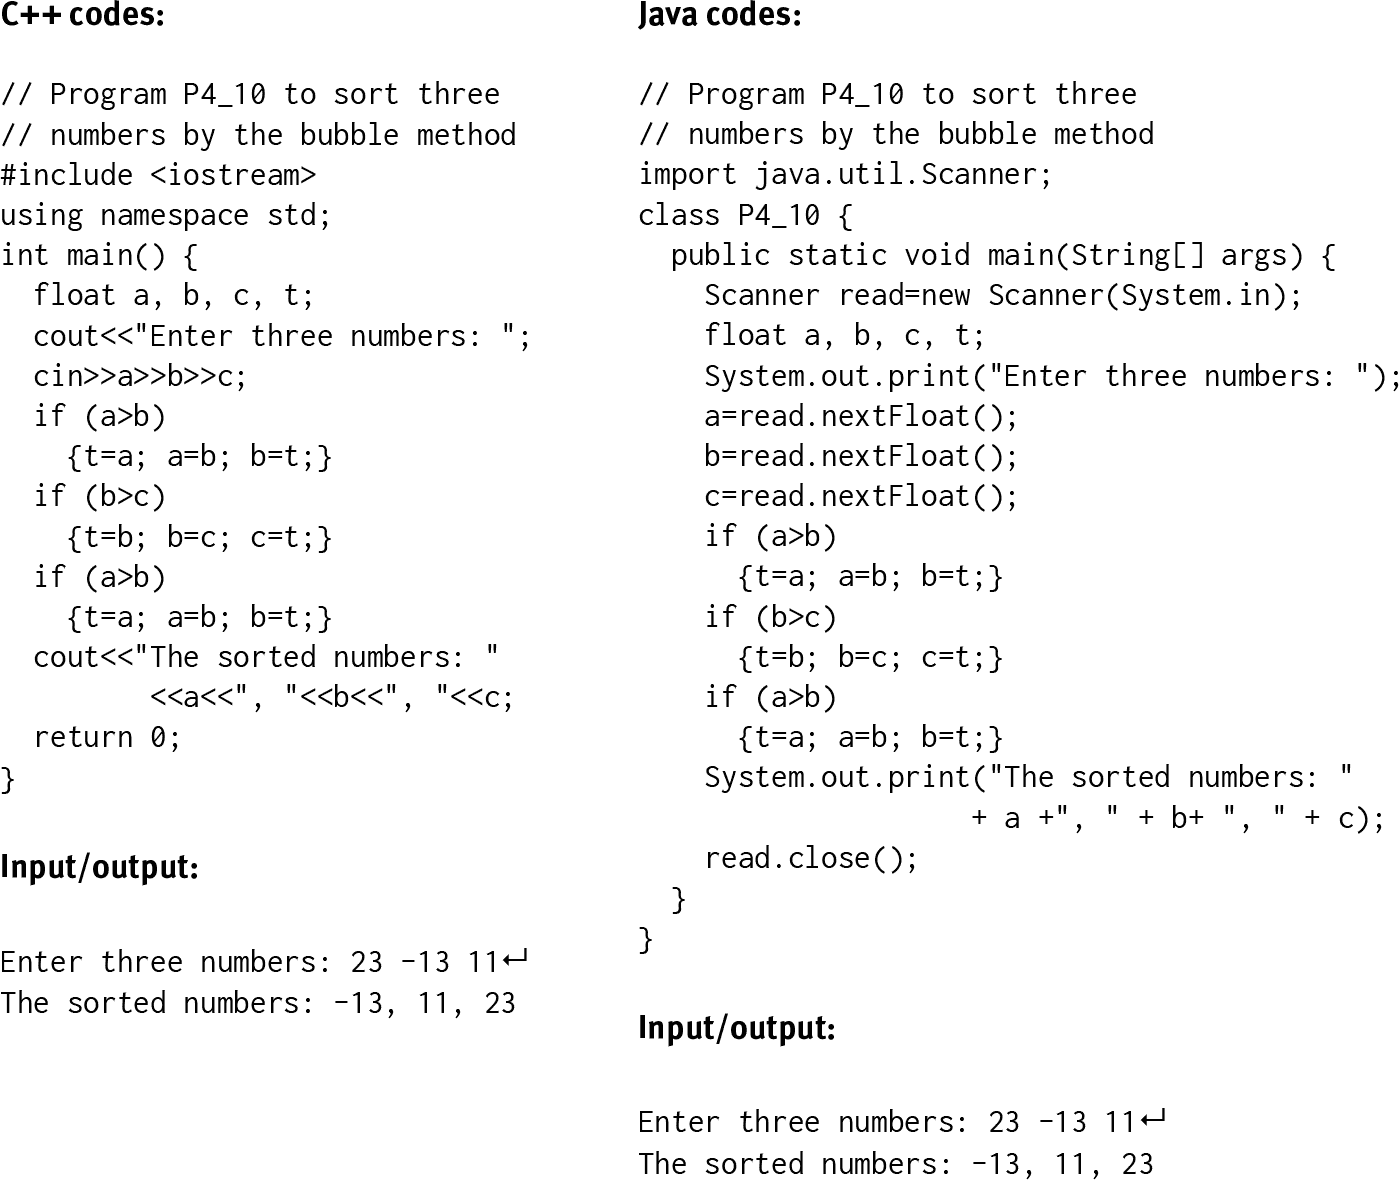 C++ codes:
// Program P4_10 to sort three
// numbers by the bubble method
#include <iostream>
using namespace std;
int main() {
  float a, b, c, t;
  cout<<"Enter three numbers: ";
  cin>>a>>b>>c;
  if (a>b)
    {t=a; a=b; b=t;}
  if (b>c)
    {t=b; b=c; c=t;}
  if (a>b)
    {t=a; a=b; b=t;}
  cout<<"The sorted numbers: "
         <<a<<", "<<b<<", "<<c;
  return 0;
}
Input/output:
Enter three numbers: 23 −13 11↵
The sorted numbers: −13, 11, 23
Java codes:
// Program P4_10 to sort three
// numbers by the bubble method
import java.util.Scanner;
class P4_10 {
  public static void main(String[] args) {
    Scanner read=new Scanner(System.in);
    float a, b, c, t;
    System.out.print("Enter three numbers: ");
    a=read.nextFloat();
    b=read.nextFloat();
    c=read.nextFloat();
    if (a>b)
      {t=a; a=b; b=t;}
    if (b>c)
      {t=b; b=c; c=t;}
    if (a>b)
      {t=a; a=b; b=t;}
    System.out.print("The sorted numbers: "
                    + a +", " + b+ ", " + c);
    read.close();
  }
}
Input/output:
Enter three numbers: 23 −13 11↵
The sorted numbers: −13, 11, 23